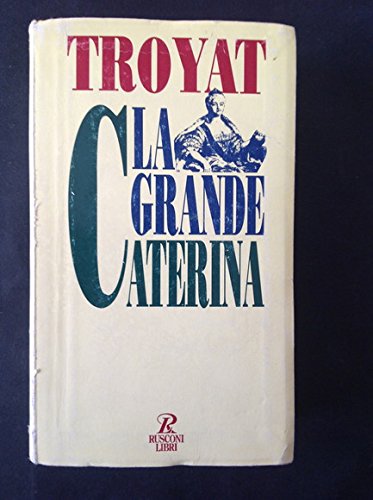 TROYAT
LA
GRANDE
CATERINA
R
RUSCONI
LIBRI